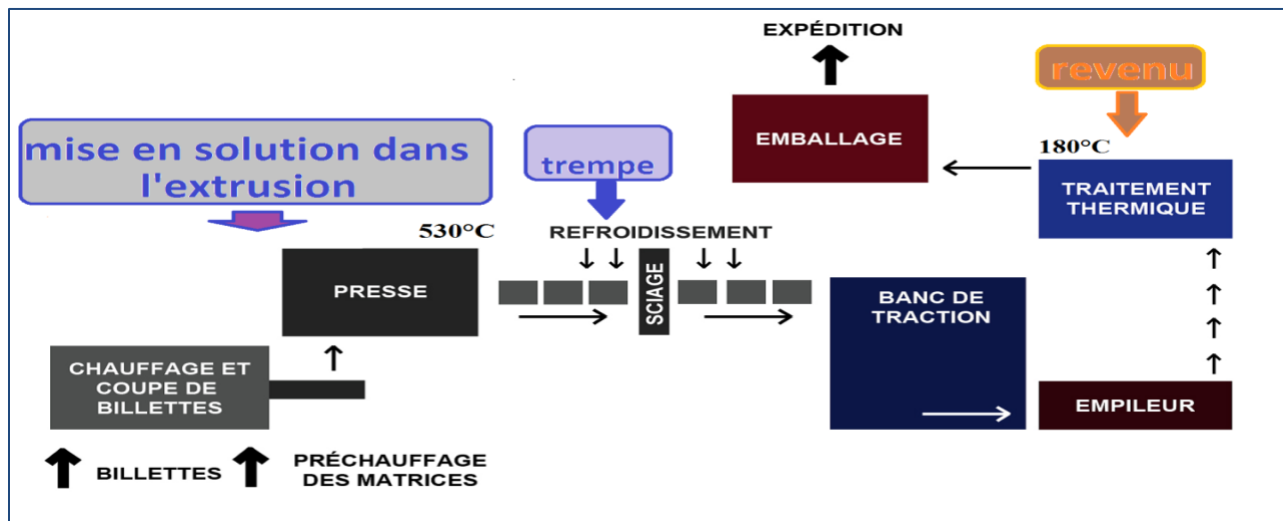 EXPÉDITION
revenu
mise en solution dans
l'extrusion
trempe
EMBALLAGE
180°C
TRAITEMENT
THERMIQUE
530°C
REFROIDISSEMENT
PRESSE
SCIAGE
BANC DE
TRACTION
CHAUFFAGE ET
COUPE DE
BILLETTES
EMPILEUR
BILLETTES
PRÉCHAUFFAGE
DES MATRICES